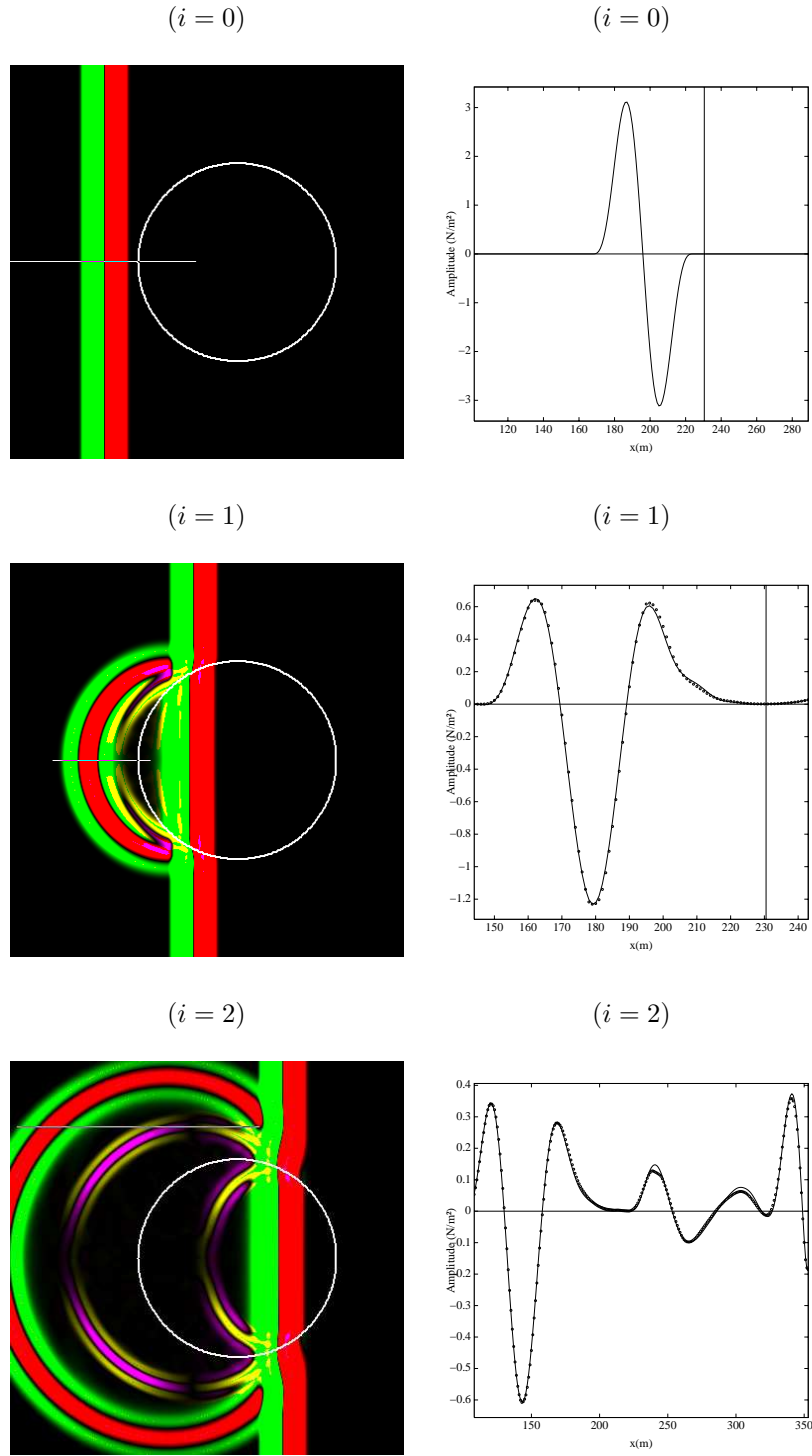 (i = 0)
(i = 0)
3
2
1
0
−1
−2
−3
Amplitude (N/m²)
120 140 160 180 200 220 240 260 280
x(m)
(i = 1)
(i = 1)
0.6
0.4
0.2
0
−0.2
−0.4
−0.6
−0.8
−1
−1.2
Amplitude (N/m²)
150 160 170 180 190 200 210 220 230 240
x(m)
(i = 2)
(i = 2)
0.4
0.3
0.2
0.1
0
−0.1
−0.2
−0.3
−0.4
−0.5
−0.6
Amplitude (N/m²)
150 200 250 300 350
x(m)